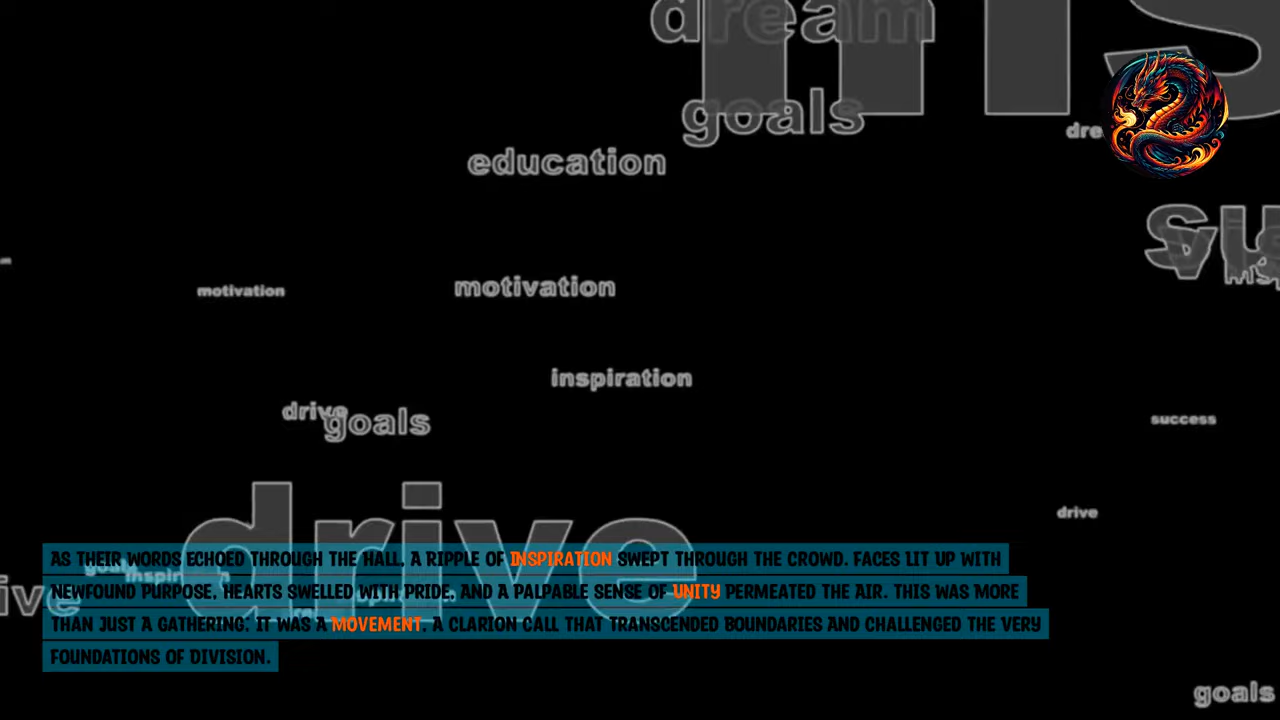 dream
goals
education
motivation
motivation
inspiration
drive
goals
success
drive
drive
AS THEIR WORDS ECHOED THROUGH THE HALL, A RIPPLE OF INSPIRATION SWEPT THROUGH THE CROWD. FACES LIT UP WITH
NEWFOUND PURPOSE, HEARTS SWELLED WITH PRIDE, AND A PALPABLE SENSE OF UNITY PERMEATED THE AIR. THIS WAS MORE
THAN JUST A GATHERING; IT WAS A MOVEMENT, A CLARION CALL THAT TRANSCENDED BOUNDARIES AND CHALLENGED THE VERY
FOUNDATIONS OF DIVISION.
goals